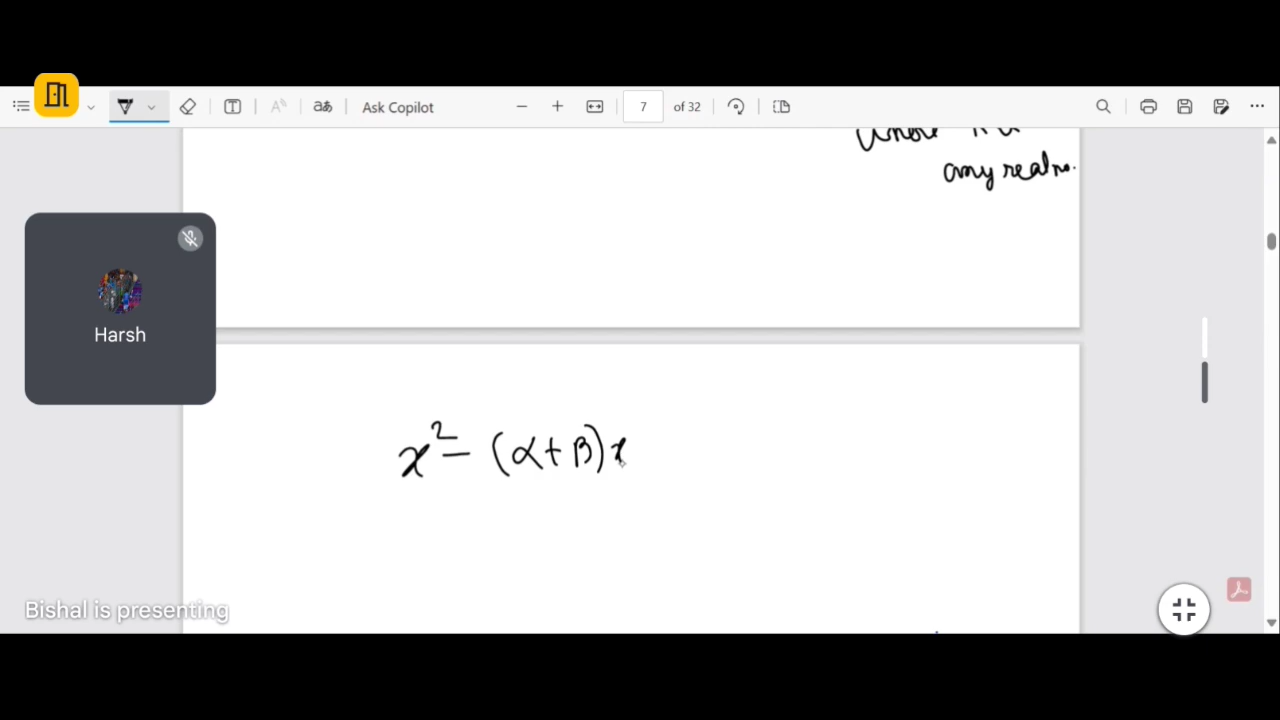 Ask Copilot
7 of 32
any real no.
Harsh
x² − (α + β)x
Bishal is presenting